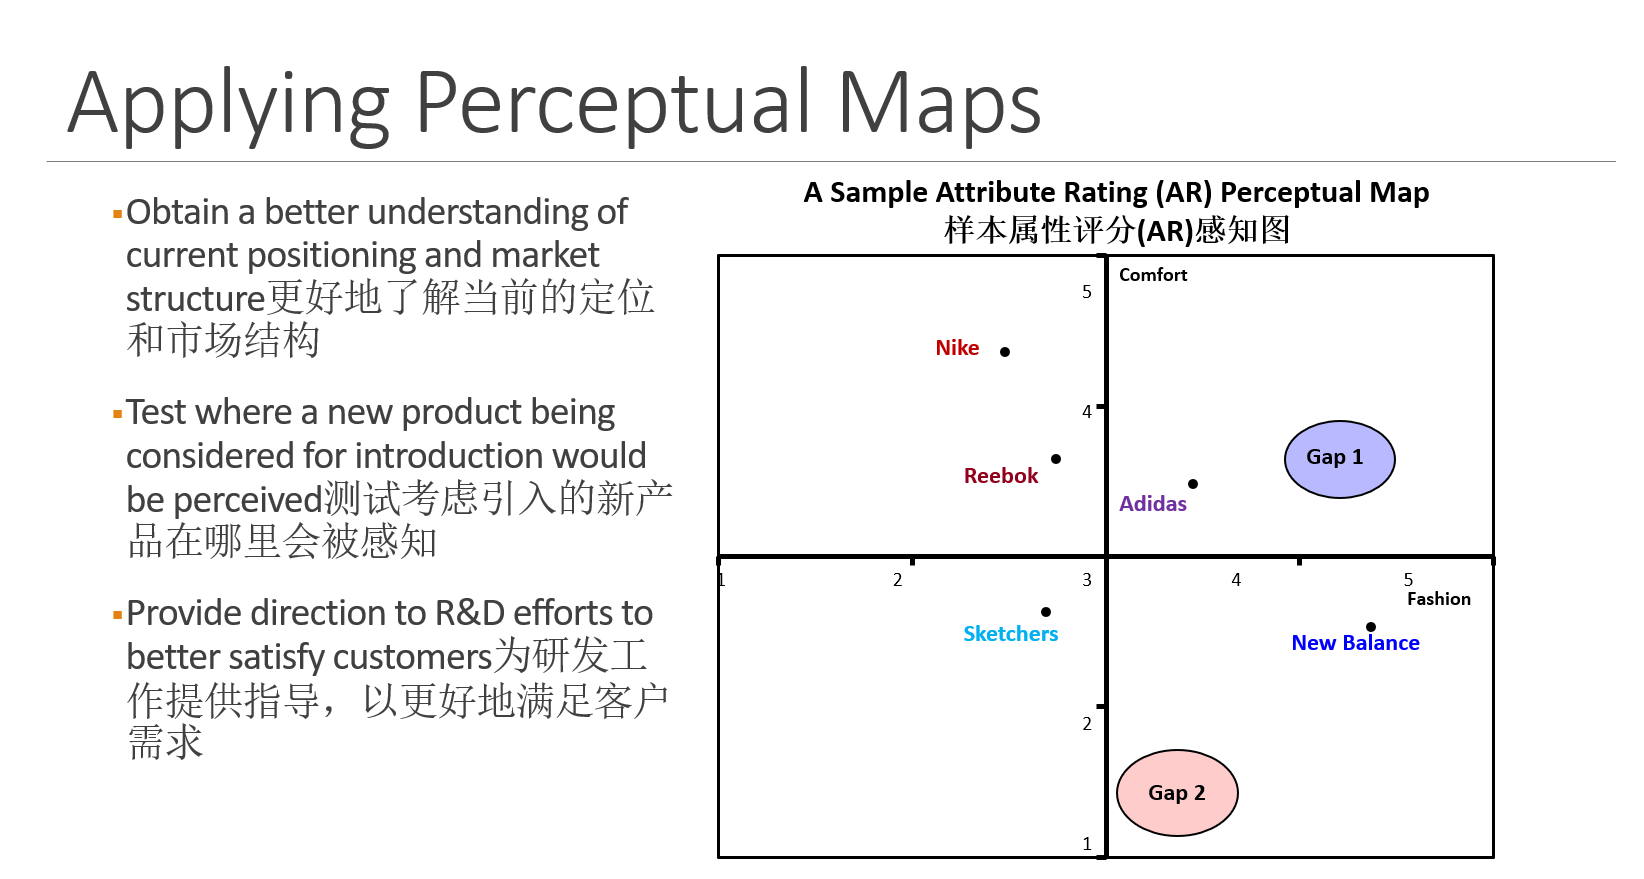 Applying Perceptual Maps
▪Obtain a better understanding of
current positioning and market
structure更好地了解当前的定位
和市场结构
▪Test where a new product being
considered for introduction would
be perceived测试考虑引入的新产
品在哪里会被感知
▪Provide direction to R&D efforts to
better satisfy customers为研发工
作提供指导，以更好地满足客户
需求
A Sample Attribute Rating (AR) Perceptual Map
样本属性评分(AR)感知图
Comfort
5
Nike
4
Gap 1
Reebok
Adidas
1 2 3 4 5
Fashion
Sketchers
New Balance
2
Gap 2
1